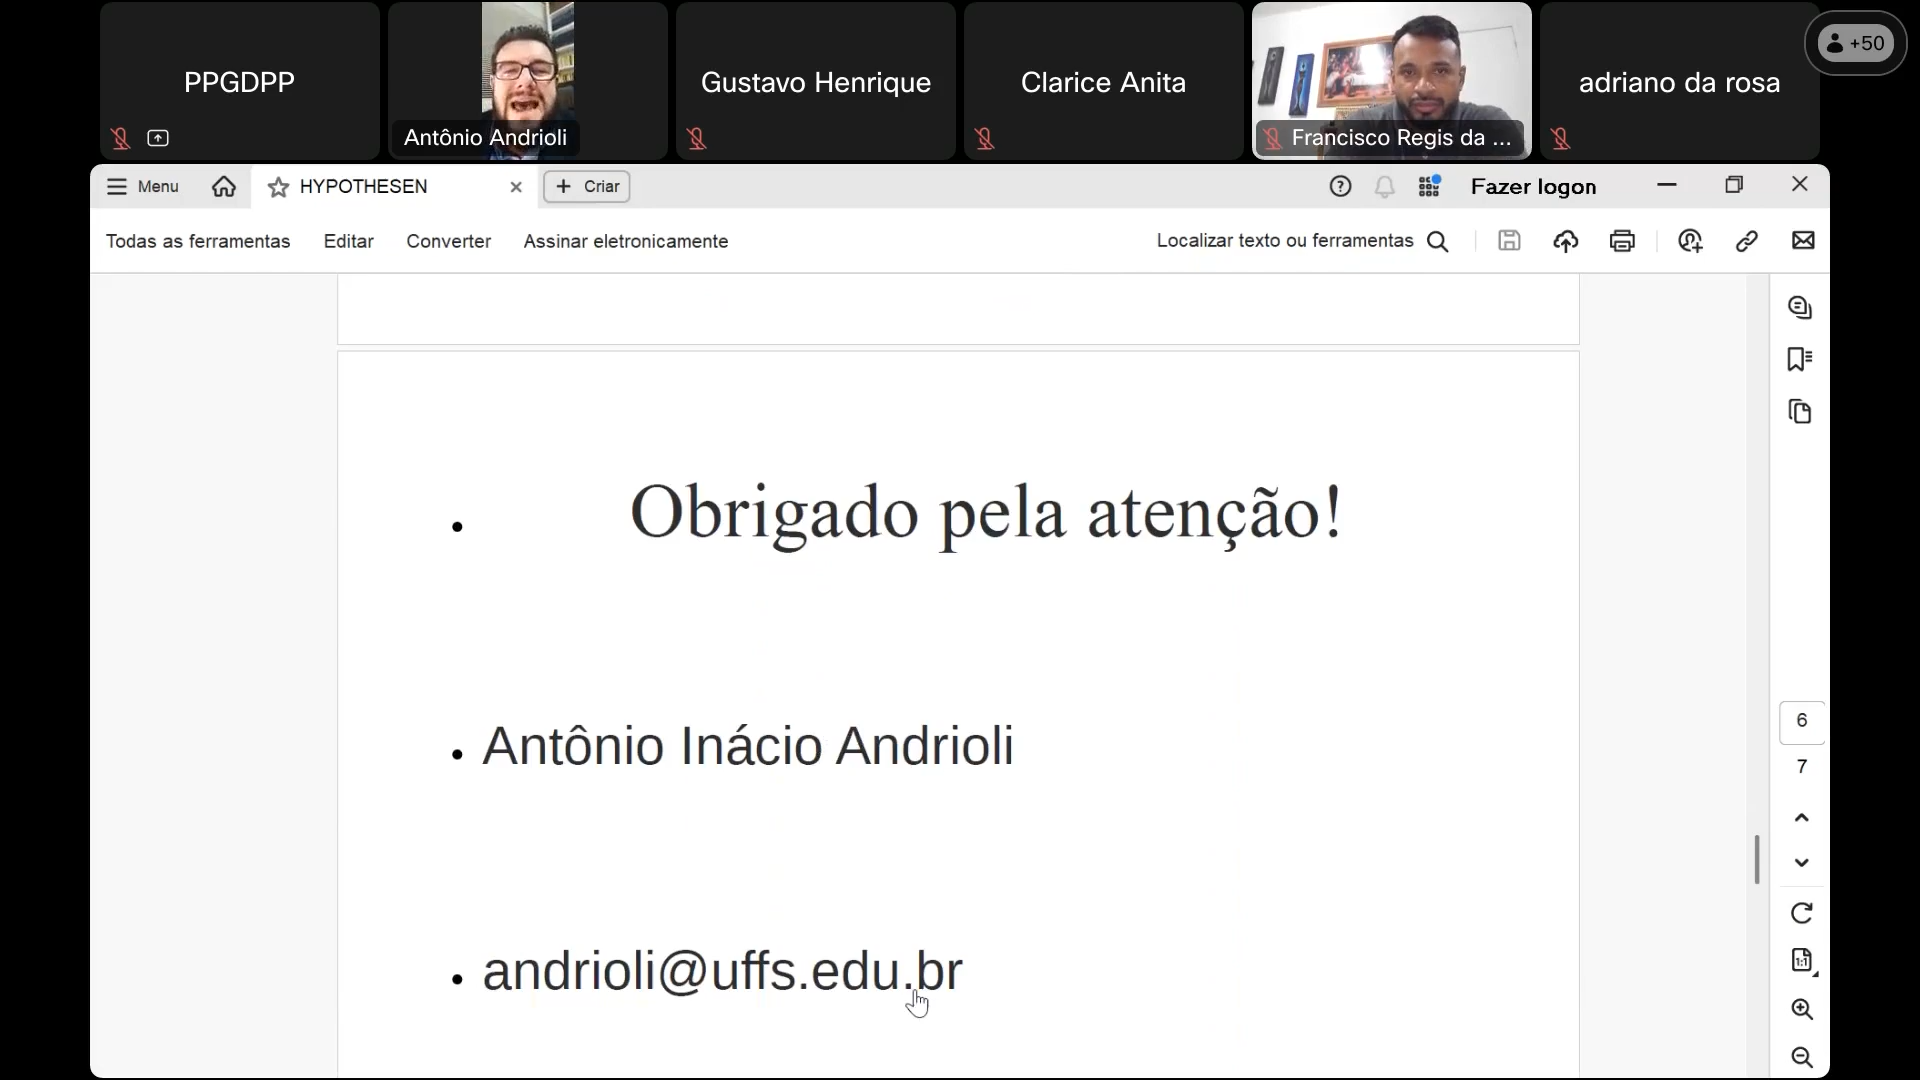 PPGDPP
Antônio Andrioli
Gustavo Henrique
Clarice Anita
Francisco Regis da ...
adriano da rosa
+50
Menu
HYPOTHESEN
Criar
Fazer logon
Todas as ferramentas
Editar
Converter
Assinar eletronicamente
Localizar texto ou ferramentas
• Obrigado pela atenção!
• Antônio Inácio Andrioli
• andrioli@uffs.edu.br
6
7
1:1